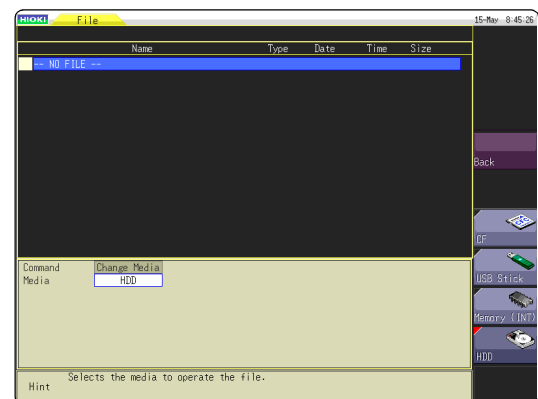 HIOKI File 15-May 8:45:26
Name Type Date Time Size
-- NO FILE --
Back
CF
Command Change Media
Media HDD
USB Stick
Memory (INT)
HDD
Selects the media to operate the file.
Hint